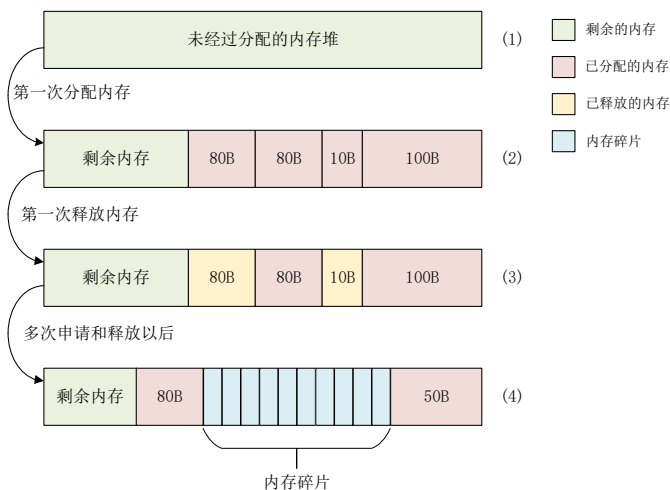 未经过分配的内存堆
(1)
剩余的内存
已分配的内存
已释放的内存
内存碎片
第一次分配内存
剩余内存 80B 80B 10B 100B (2)
第一次释放内存
剩余内存 80B 80B 10B 100B (3)
多次申请和释放以后
剩余内存 80B 50B (4)
内存碎片